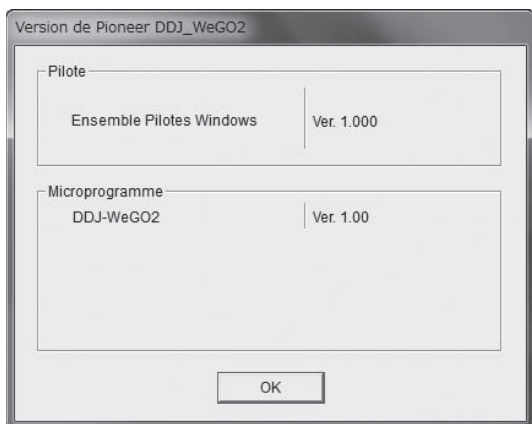 Version de Pioneer DDJ_WeGO2
Pilote
Ensemble Pilotes Windows Ver. 1.000
Microprogramme
DDJ-WeGO2 Ver. 1.00
OK